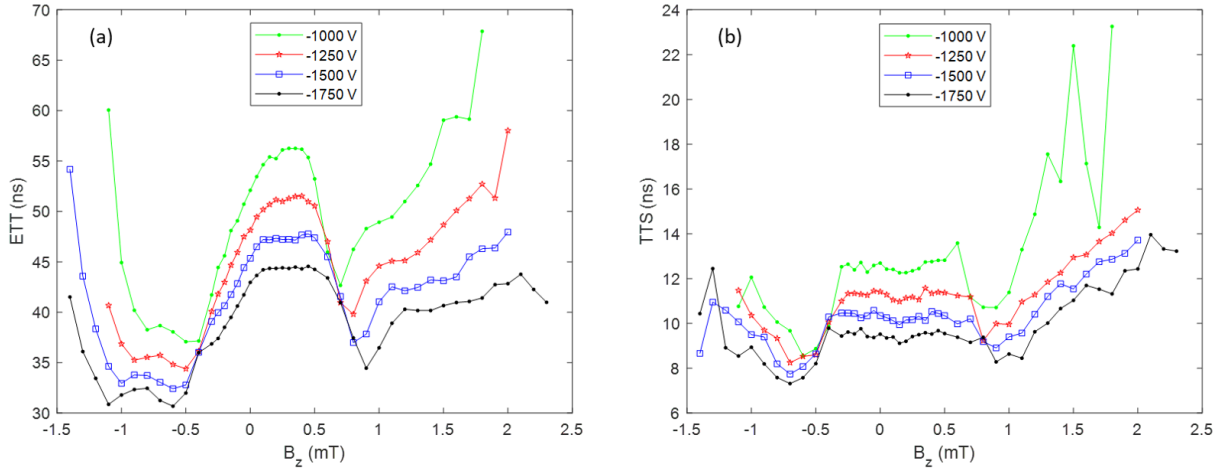 (a)
-1000 V
-1250 V
-1500 V
-1750 V
ETT (ns)
70
65
60
55
50
45
40
35
30
-1.5 -1 -0.5 0 0.5 1 1.5 2 2.5
B_z (mT)
(b)
-1000 V
-1250 V
-1500 V
-1750 V
TTS (ns)
24
22
20
18
16
14
12
10
8
6
-1.5 -1 -0.5 0 0.5 1 1.5 2 2.5
B_z (mT)